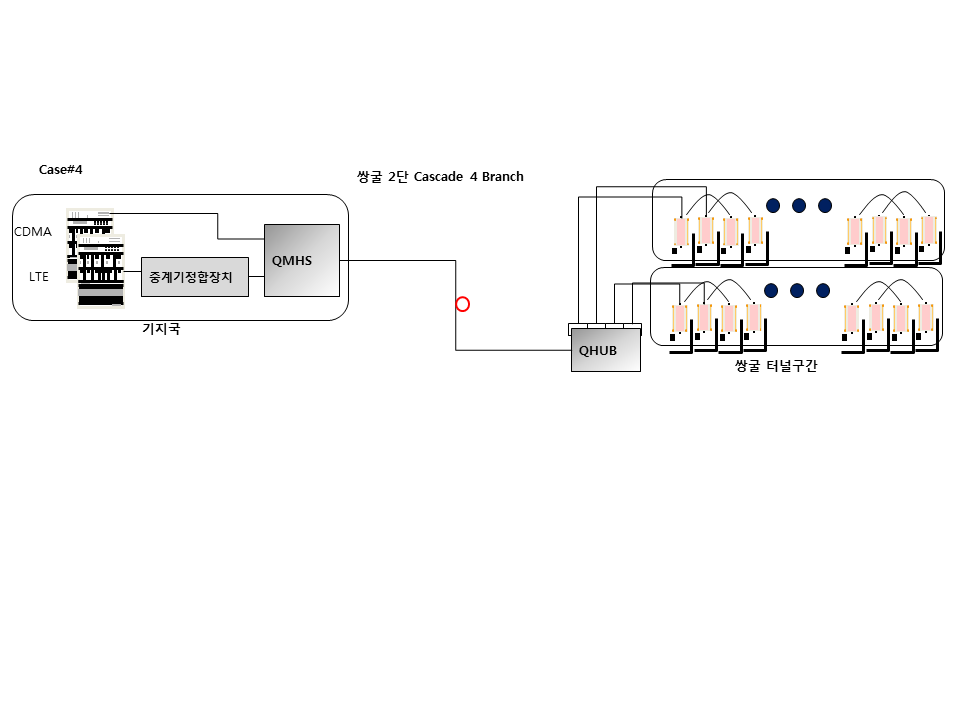 Case#4
쌍굴 2단 Cascade 4 Branch
CDMA
LTE
중계기정합장치
QMHS
기지국
QHUB
쌍굴 터널구간